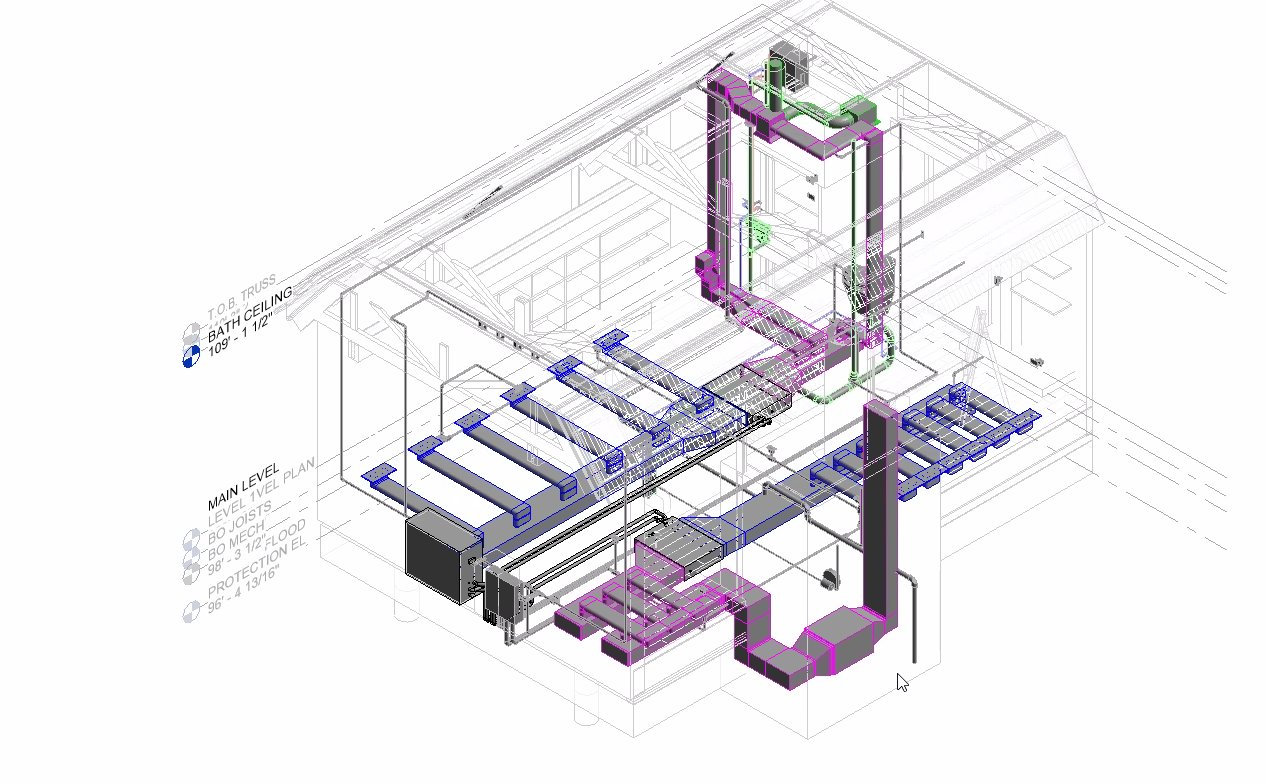 T.O.B. TRUSS
BATH CEILING
109' - 1 1/2"
MAIN LEVEL
LEVEL 1VEL PLAN
BO JOISTS
BO MECH
98' - 3 1/2" FLOOD
PROTECTION EL.
96' - 4 13/16"